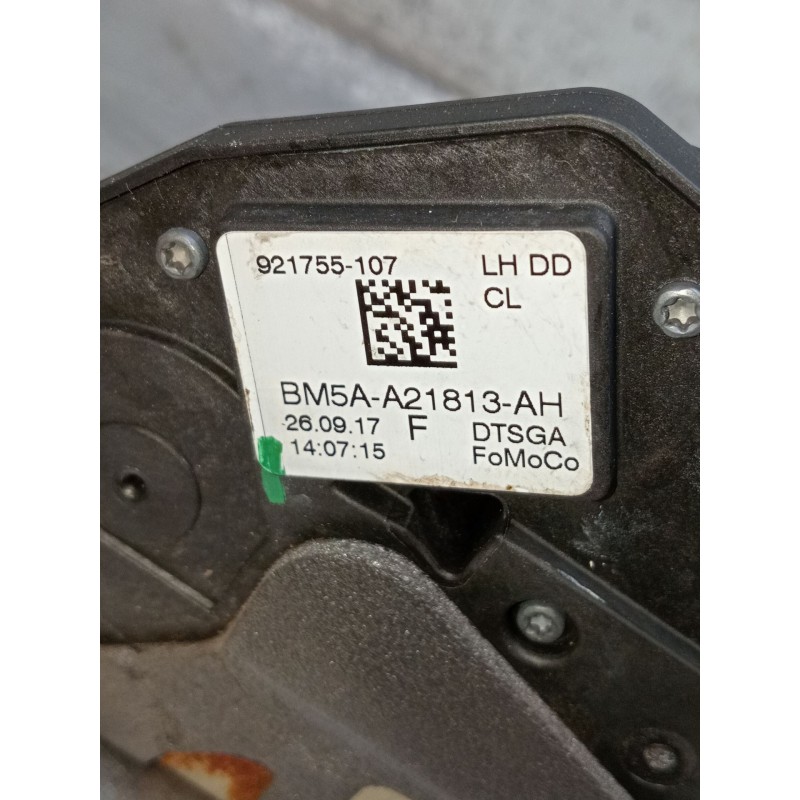 921755-107 LH DD
CL
BM5A-A21813-AH
26.09.17 F DTSGA
14:07:15 FoMoCo